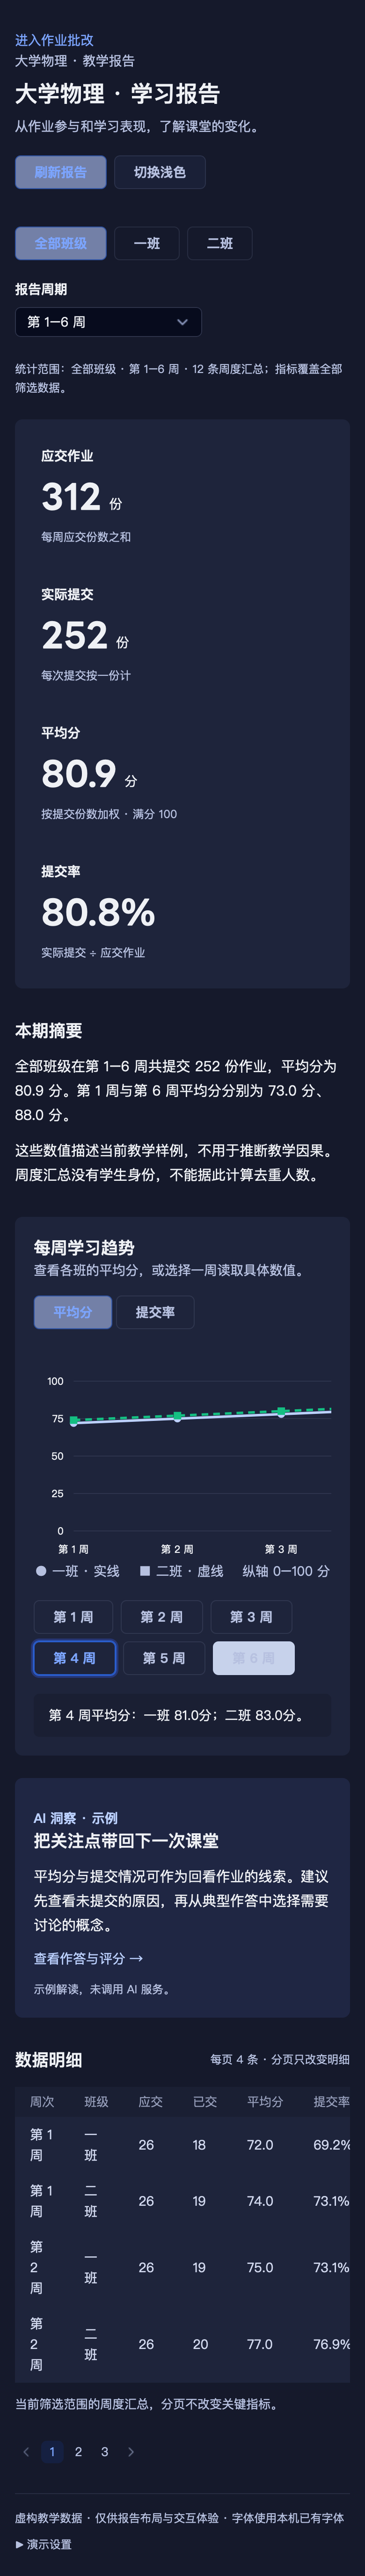 进入作业批改
大学物理 · 教学报告
大学物理 · 学习报告
从作业参与和学习表现，了解课堂的变化。
刷新报告 切换浅色
全部班级 一班 二班
报告周期
第 1—6 周
统计范围：全部班级 · 第 1—6 周 · 12 条周度汇总；指标覆盖全部
筛选数据。
应交作业
312 份
每周应交份数之和
实际提交
252 份
每次提交按一份计
平均分
80.9 分
按提交份数加权 · 满分 100
提交率
80.8%
实际提交 ÷ 应交作业
本期摘要
全部班级在第 1—6 周共提交 252 份作业，平均分为
80.9 分。第 1 周与第 6 周平均分分别为 73.0 分、
88.0 分。
这些数值描述当前教学样例，不用于推断教学因果。
周度汇总没有学生身份，不能据此计算去重人数。
每周学习趋势
查看各班的平均分，或选择一周读取具体数值。
平均分 提交率
100
75
50
25
0
第 1 周 第 2 周 第 3 周
一班 · 实线 二班 · 虚线 纵轴 0—100 分
第 1 周 第 2 周 第 3 周
第 4 周 第 5 周 第 6 周
第 4 周平均分：一班 81.0分；二班 83.0分。
AI 洞察 · 示例
把关注点带回下一次课堂
平均分与提交情况可作为回看作业的线索。建议
先查看未提交的原因，再从典型作答中选择需要
讨论的概念。
查看作答与评分 →
示例解读，未调用 AI 服务。
数据明细 每页 4 条 · 分页只改变明细
周次 班级 应交 已交 平均分 提交率
第 1
周 一
班 26 18 72.0 69.2%
第 1
周 二
班 26 19 74.0 73.1%
第
2
周 一
班 26 19 75.0 73.1%
第
2
周 二
班 26 20 77.0 76.9%
当前筛选范围的周度汇总，分页不改变关键指标。
1 2 3
虚构教学数据 · 仅供报告布局与交互体验 · 字体使用本机已有字体
▶ 演示设置